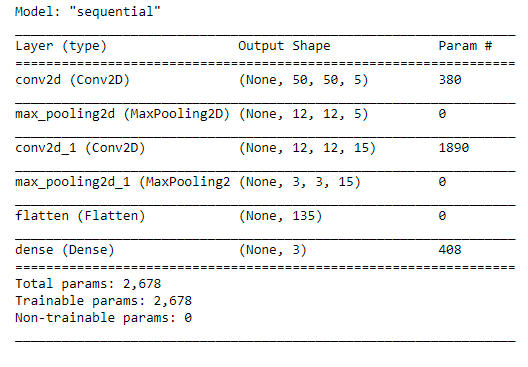 Model: "sequential"
_________________________________________________________________
Layer (type)                 Output Shape              Param #
=================================================================
conv2d (Conv2D)              (None, 50, 50, 5)         380
_________________________________________________________________
max_pooling2d (MaxPooling2D) (None, 12, 12, 5)         0
_________________________________________________________________
conv2d_1 (Conv2D)            (None, 12, 12, 15)        1890
_________________________________________________________________
max_pooling2d_1 (MaxPooling2 (None, 3, 3, 15)          0
_________________________________________________________________
flatten (Flatten)            (None, 135)               0
_________________________________________________________________
dense (Dense)                (None, 3)                 408
=================================================================
Total params: 2,678
Trainable params: 2,678
Non-trainable params: 0
_________________________________________________________________